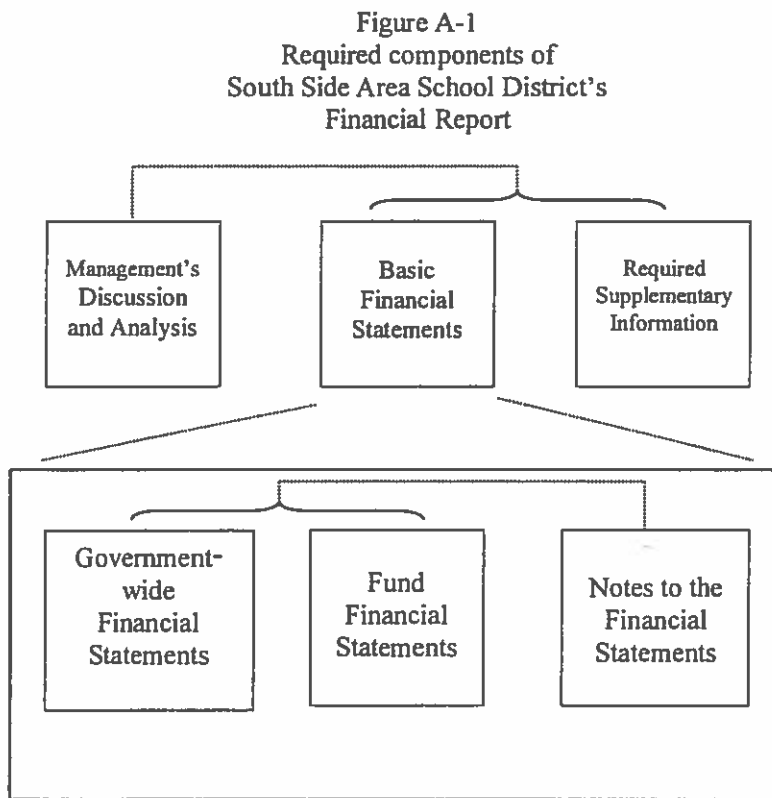 Figure A-1
Required components of
South Side Area School District's
Financial Report
Management's
Discussion
and Analysis
Basic
Financial
Statements
Required
Supplementary
Information
Government-
wide
Financial
Statements
Fund
Financial
Statements
Notes to the
Financial
Statements